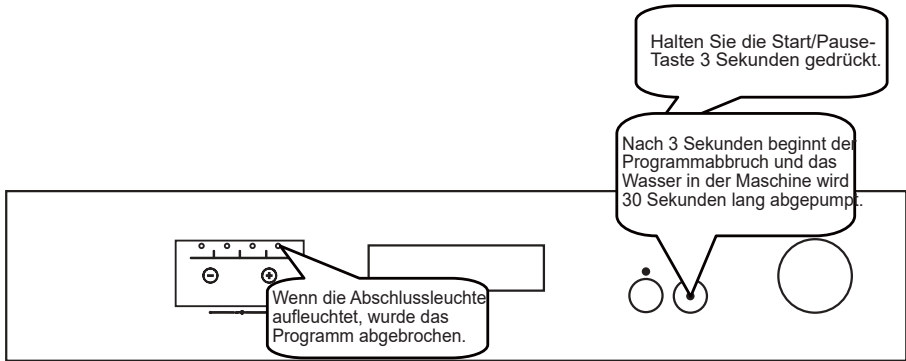 Halten Sie die Start/Pause-
Taste 3 Sekunden gedrückt.
Nach 3 Sekunden beginnt der
Programmabbruch und das
Wasser in der Maschine wird
30 Sekunden lang abgepumpt.
Wenn die Abschlussleuchte
aufleuchtet, wurde das
Programm abgebrochen.